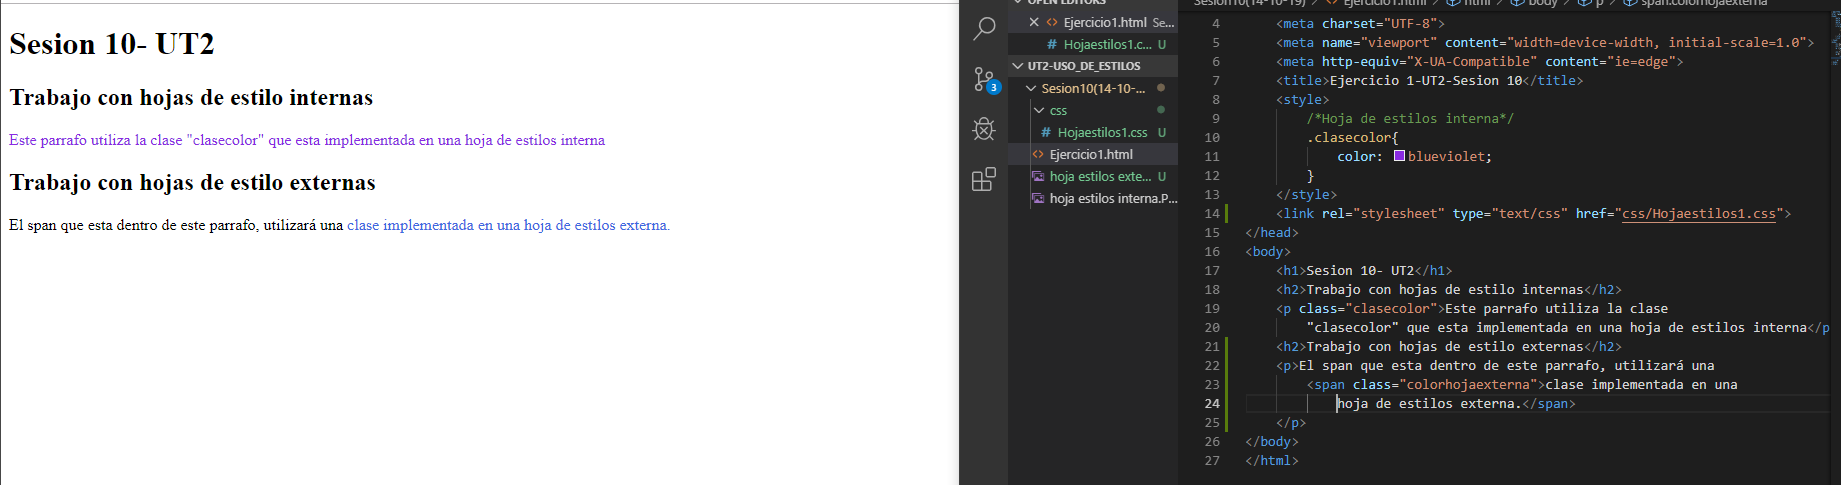 Sesion 10- UT2
Trabajo con hojas de estilo internas
Este parrafo utiliza la clase "clasecolor" que esta implementada en una hoja de estilos interna
Trabajo con hojas de estilo externas
El span que esta dentro de este parrafo, utilizará una clase implementada en una hoja de estilos externa.
3
OPEN EDITORS
Ejercicio1.html Se...
# Hojaestilos1.c... U
UT2-USO_DE_ESTILOS
Sesion10(14-10-...
css
# Hojaestilos1.css U
Ejercicio1.html
hoja estilos exte... U
hoja estilos interna.P...
Sesion10(14-10-19) > Ejercicio1.html > html > body > p > span.colorhojaexterna
4 <meta charset="UTF-8">
5 <meta name="viewport" content="width=device-width, initial-scale=1.0">
6 <meta http-equiv="X-UA-Compatible" content="ie=edge">
7 <title>Ejercicio 1-UT2-Sesion 10</title>
8 <style>
9 /*Hoja de estilos interna*/
10 .clasecolor{
11 color: blueviolet;
12 }
13 </style>
14 <link rel="stylesheet" type="text/css" href="css/Hojaestilos1.css">
15 </head>
16 <body>
17 <h1>Sesion 10- UT2</h1>
18 <h2>Trabajo con hojas de estilo internas</h2>
19 <p class="clasecolor">Este parrafo utiliza la clase
20 "clasecolor" que esta implementada en una hoja de estilos interna</p
21 <h2>Trabajo con hojas de estilo externas</h2>
22 <p>El span que esta dentro de este parrafo, utilizará una
23 <span class="colorhojaexterna">clase implementada en una
24 hoja de estilos externa.</span>
25 </p>
26 </body>
27 </html>